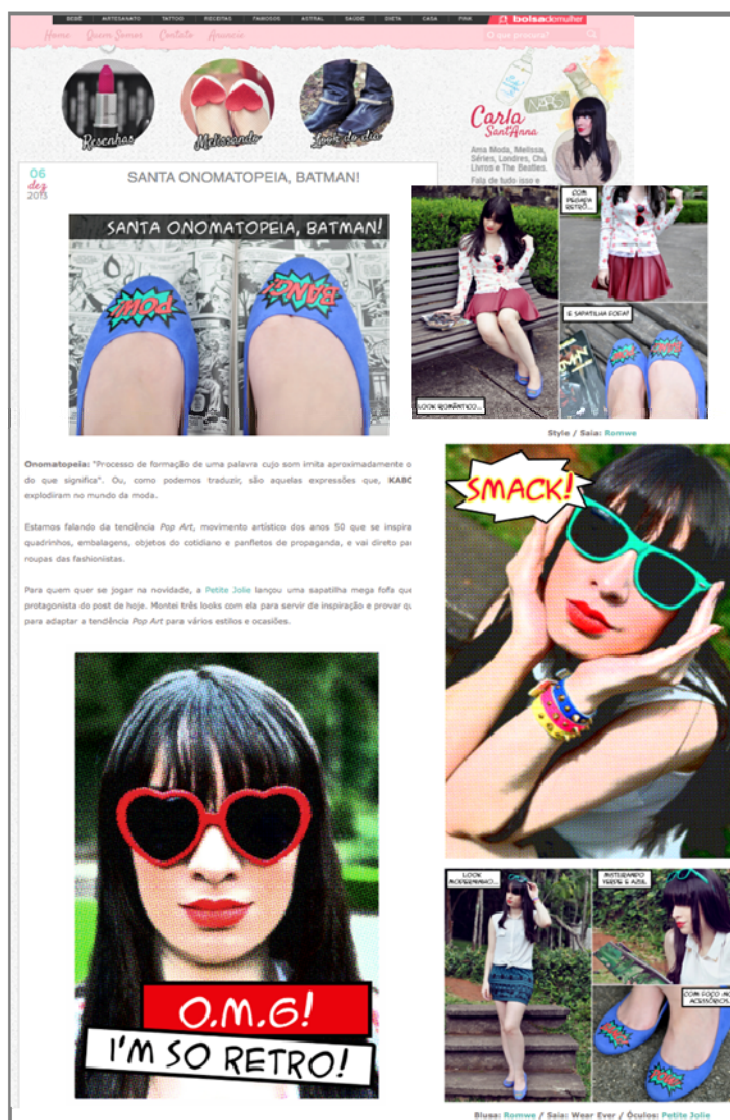 BEBÊ | ARTESANATO | TATTOO | RECEITAS | FAMOSOS | ASTRAL | SAÚDE | DIETA | CASA | PINK
bolsademulher
Home Quem Somos Contato Anuncie
O que procura?
Resenhas
Melissando
Look do dia
Carla
Sant'Anna
Ama Moda, Melissa,
Séries, Londres, Chá
Livros e The Beatles.
Fala de tudo isso e
06
dez
2013
SANTA ONOMATOPEIA, BATMAN!
SANTA ONOMATOPEIA, BATMAN!
POW!
BANG!
COM
PEGADA
RETRÔ...
LOOK ROMÂNTICO...
(E SAPATILHA FOFA!)
Style / Saia: Romwe
Onomatopeia: "Processo de formação de uma palavra cujo som imita aproximadamente o
do que significa". Ou, como podemos traduzir, são aquelas expressões que, (KABO
explodiram no mundo da moda.
Estamos falando da tendência Pop Art, movimento artístico dos anos 50 que se inspira
quadrinhos, embalagens, objetos do cotidiano e panfletos de propaganda, e vai direto par
roupas das fashionistas.
Para quem quer se jogar na novidade, a Petite Jolie lançou uma sapatilha mega fofa que
protagonista do post de hoje. Montei três looks com ela para servir de inspiração e provar qu
para adaptar a tendência Pop Art para vários estilos e ocasiões.
SMACK!
O.M.G!
I'M SO RETRO!
LOOK
MODERNINHO...
MISTURANDO
VERDE E AZUL
COM FOCO NOS
ACESSÓRIOS...
Blusa: Romwe / Saia: Wear Ever / Óculos: Petite Jolie